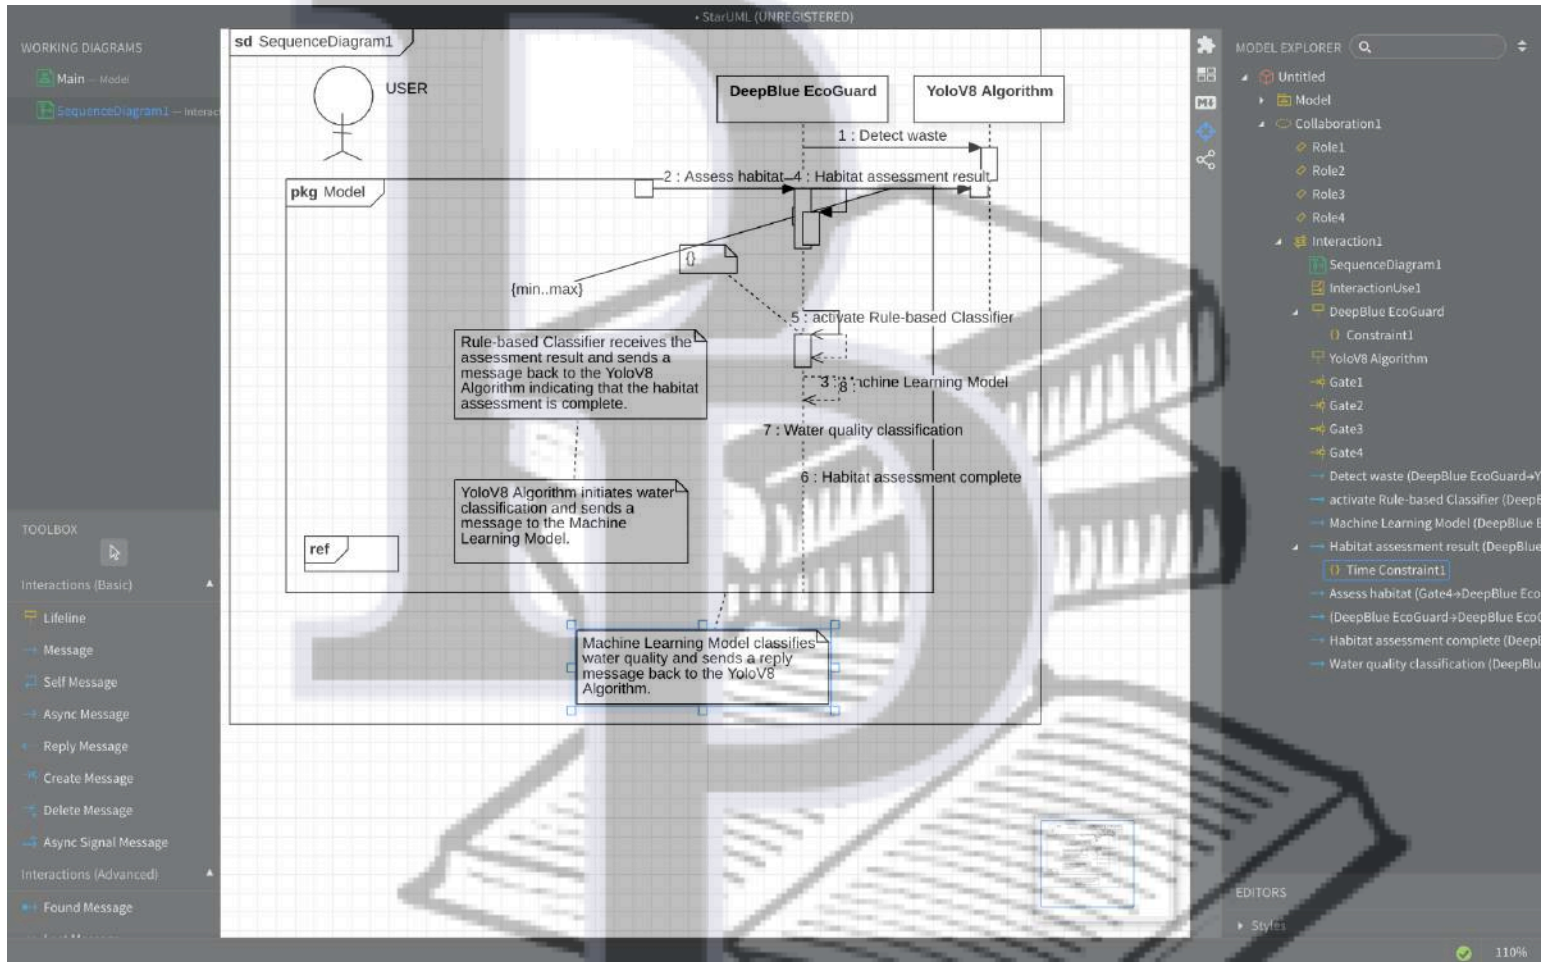 • StarUML (UNREGISTERED)
WORKING DIAGRAMS
Main — Model
SequenceDiagram1 — Interac
TOOLBOX
Interactions (Basic)
Lifeline
Message
Self Message
Async Message
Reply Message
Create Message
Delete Message
Async Signal Message
Interactions (Advanced)
Found Message
sd SequenceDiagram1
USER
DeepBlue EcoGuard
YoloV8 Algorithm
1 : Detect waste
pkg Model
2 : Assess habitat
4 : Habitat assessment result
{}
{min..max}
5 : activate Rule-based Classifier
Rule-based Classifier receives the
assessment result and sends a
message back to the YoloV8
Algorithm indicating that the habitat
assessment is complete.
3 : 8 : chine Learning Model
7 : Water quality classification
6 : Habitat assessment complete
YoloV8 Algorithm initiates water
classification and sends a
message to the Machine
Learning Model.
ref
Machine Learning Model classifies
water quality and sends a reply
message back to the YoloV8
Algorithm.
MODEL EXPLORER
Untitled
Model
Collaboration1
Role1
Role2
Role3
Role4
Interaction1
SequenceDiagram1
InteractionUse1
DeepBlue EcoGuard
{} Constraint1
YoloV8 Algorithm
Gate1
Gate2
Gate3
Gate4
Detect waste (DeepBlue EcoGuard→Y
activate Rule-based Classifier (DeepB
Machine Learning Model (DeepBlue E
Habitat assessment result (DeepBlue
{} Time Constraint1
Assess habitat (Gate4→DeepBlue Eco
(DeepBlue EcoGuard→DeepBlue EcoG
Habitat assessment complete (DeepBl
Water quality classification (DeepBlu
EDITORS
Styles
110%